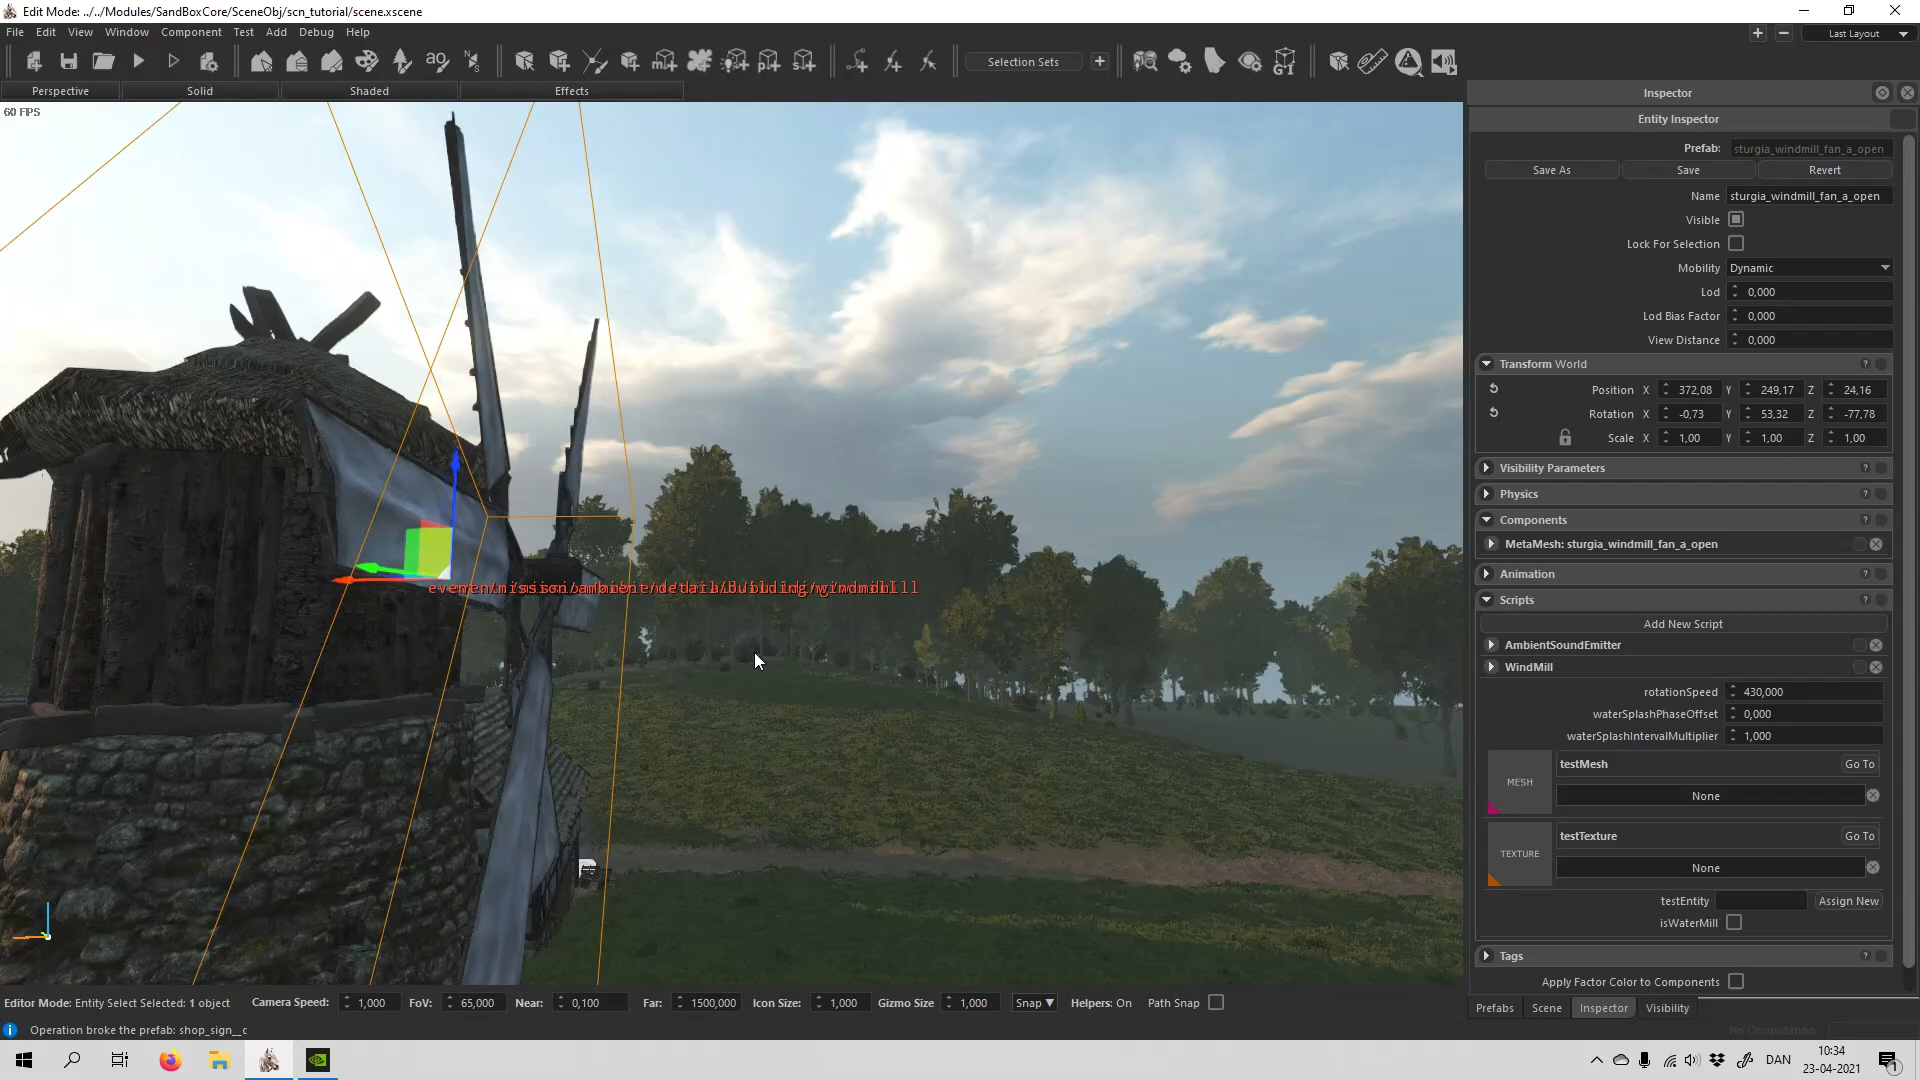 Edit Mode: ../../Modules/SandBoxCore/SceneObj/scn_tutorial/scene.xscene
File Edit View Window Component Test Add Debug Help
Last Layout
Selection Sets
Perspective Solid Shaded Effects
60 FPS
Inspector
Entity Inspector
Prefab: sturgia_windmill_fan_a_open
Save As Save Revert
Name sturgia_windmill_fan_a_open
Visible
Lock For Selection
Mobility Dynamic
Lod 0,000
Lod Bias Factor 0,000
View Distance 0,000
Transform World
Position X 372,08 Y 249,17 Z 24,16
Rotation X -0,73 Y 53,32 Z -77,78
Scale X 1,00 Y 1,00 Z 1,00
Visibility Parameters
Physics
Components
MetaMesh: sturgia_windmill_fan_a_open
Animation
Scripts
Add New Script
AmbientSoundEmitter
WindMill
rotationSpeed 430,000
waterSplashPhaseOffset 0,000
waterSplashIntervalMultiplier 1,000
MESH
testMesh Go To
None
TEXTURE
testTexture Go To
None
testEntity Assign New
isWaterMill
Tags
Apply Factor Color to Components
Prefabs Scene Inspector Visibility
No Computation
Editor Mode: Entity Select Selected: 1 object Camera Speed: 1,000 FoV: 65,000 Near: 0,100 Far: 1500,000 Icon Size: 1,000 Gizmo Size 1,000 Snap Helpers: On Path Snap
Operation broke the prefab: shop_sign__c
DAN
10:34
23-04-2021